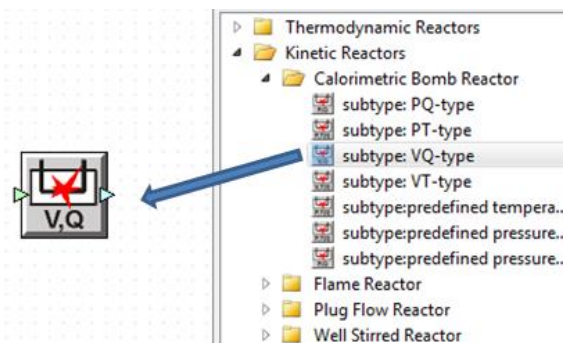 Thermodynamic Reactors
Kinetic Reactors
Calorimetric Bomb Reactor
subtype: PQ-type
subtype: PT-type
subtype: VQ-type
subtype: VT-type
subtype:predefined tempera..
subtype:predefined pressure..
subtype:predefined pressure..
Flame Reactor
Plug Flow Reactor
Well Stirred Reactor
V,Q